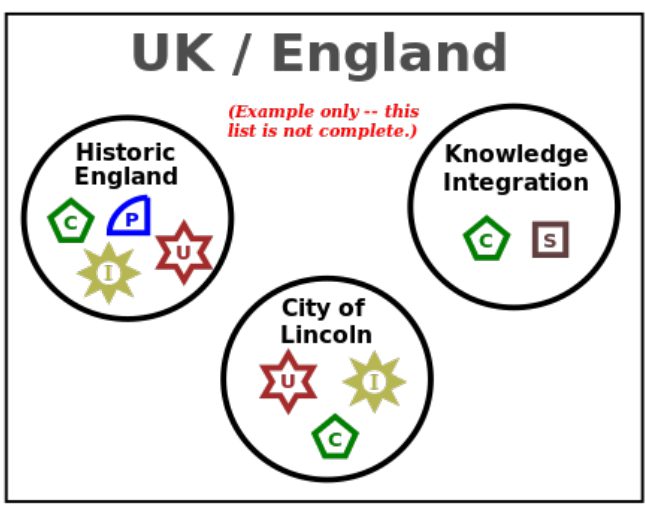 UK / England
(Example only -- this
list is not complete.)
Historic
England
C
P
U
I
Knowledge
Integration
C
S
City of
Lincoln
U
I
C